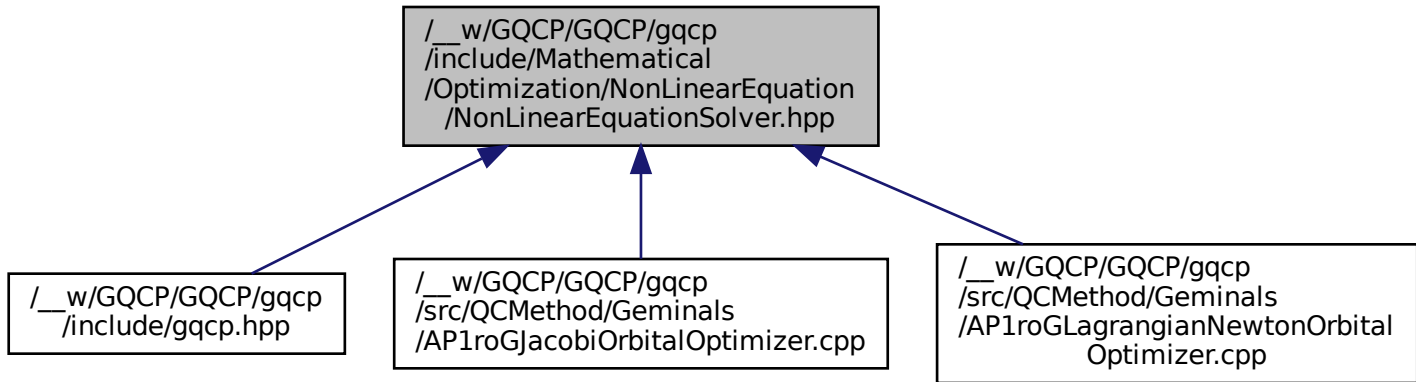 /__w/GQCP/GQCP/gqcp
/include/Mathematical
/Optimization/NonLinearEquation
/NonLinearEquationSolver.hpp
/__w/GQCP/GQCP/gqcp
/include/gqcp.hpp
/__w/GQCP/GQCP/gqcp
/src/QCMethod/Geminals
/AP1roGJacobiOrbitalOptimizer.cpp
/__w/GQCP/GQCP/gqcp
/src/QCMethod/Geminals
/AP1roGLagrangianNewtonOrbital
Optimizer.cpp